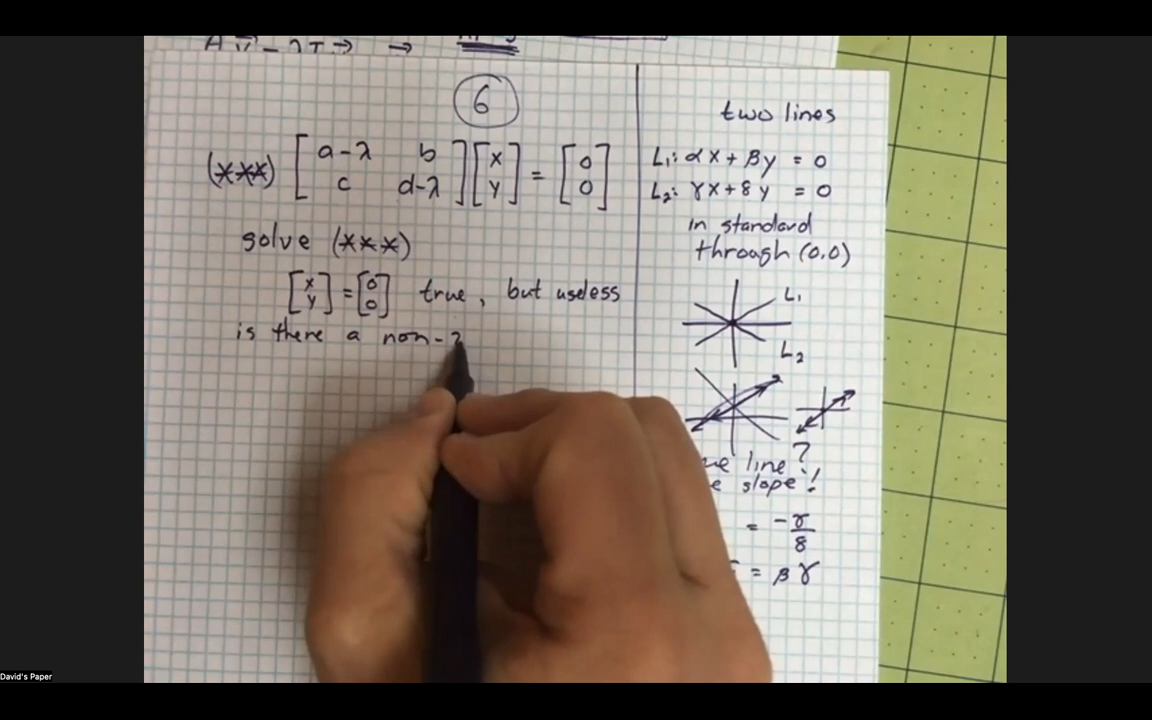 6
(***) [a-λ b
c d-λ] [x
y] = [0
0]
solve (***)
[x
y] = [0
0] true, but useless
is there a non-
two lines
L₁: αx + βy = 0
L₂: γx + δy = 0
in standard
through (0,0)
L₁
L₂
line?
slope!
= -γ/δ
= βγ
David's Paper